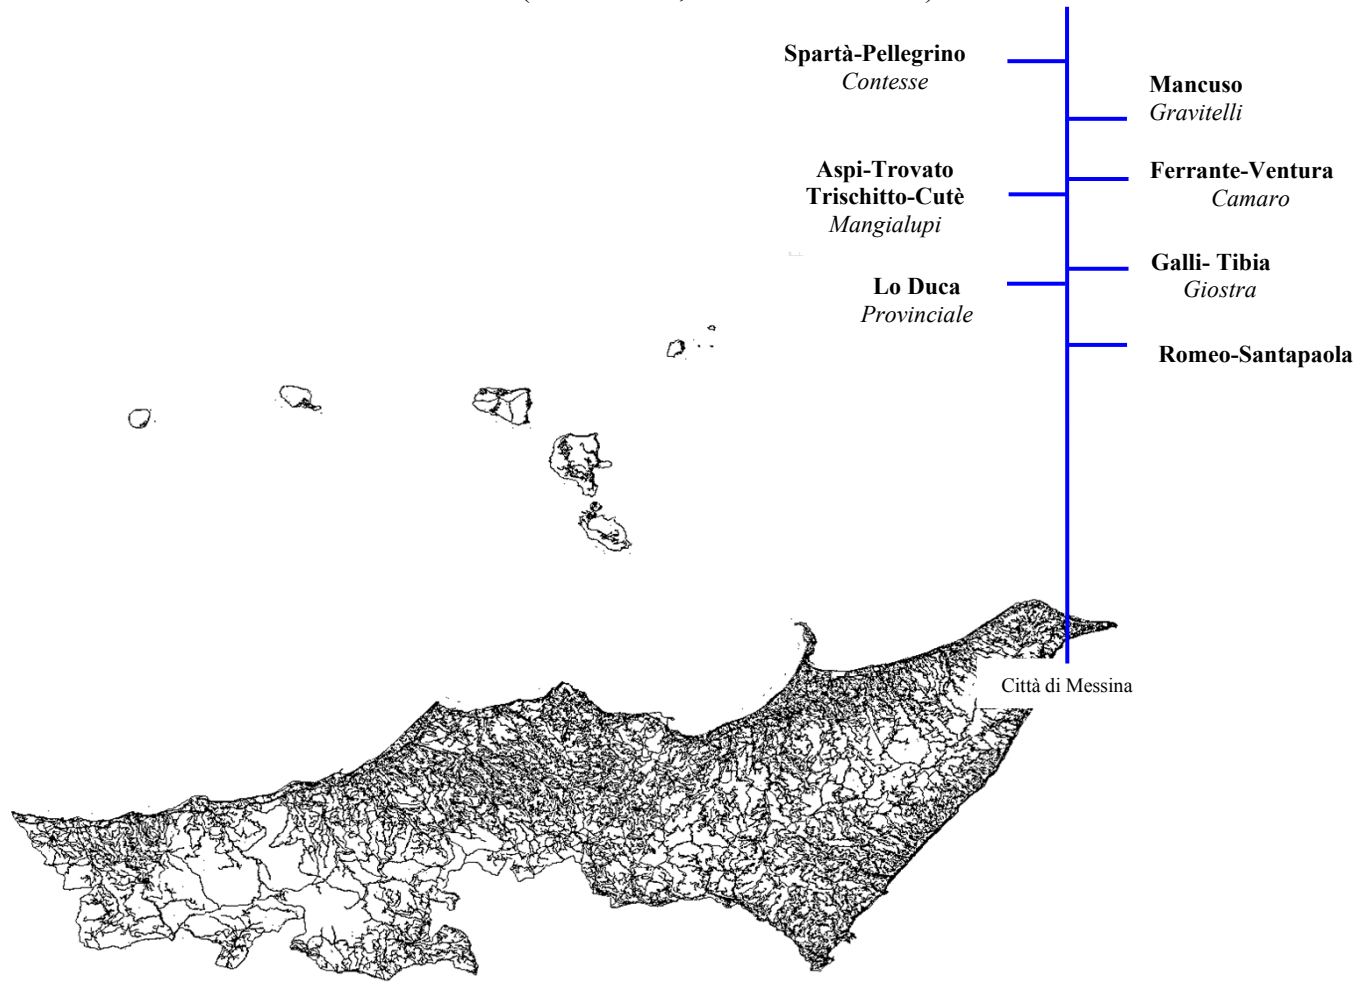 Spartà-Pellegrino
Contesse
Mancuso
Gravitelli
Aspi-Trovato
Trischitto-Cutè
Mangialupi
Ferrante-Ventura
Camaro
Galli- Tibia
Giostra
Lo Duca
Provinciale
Romeo-Santapaola
Città di Messina